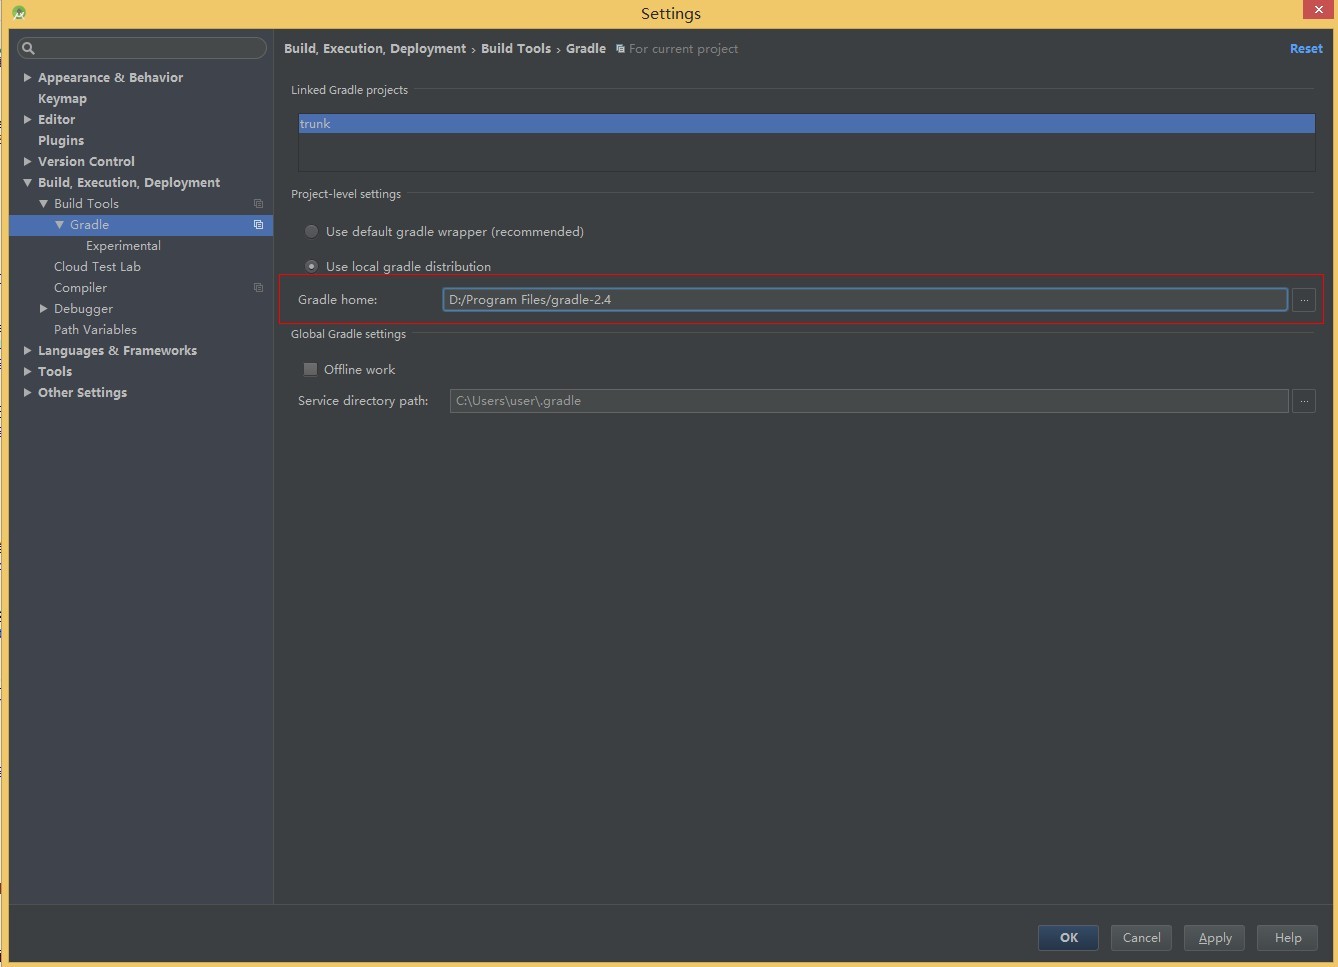 Settings
Build, Execution, Deployment › Build Tools › Gradle For current project Reset
Appearance & Behavior
Keymap
Editor
Plugins
Version Control
Build, Execution, Deployment
Build Tools
Gradle
Experimental
Cloud Test Lab
Compiler
Debugger
Path Variables
Languages & Frameworks
Tools
Other Settings
Linked Gradle projects
trunk
Project-level settings
Use default gradle wrapper (recommended)
Use local gradle distribution
Gradle home: D:/Program Files/gradle-2.4 ...
Global Gradle settings
Offline work
Service directory path: C:\Users\user\.gradle ...
OK Cancel Apply Help